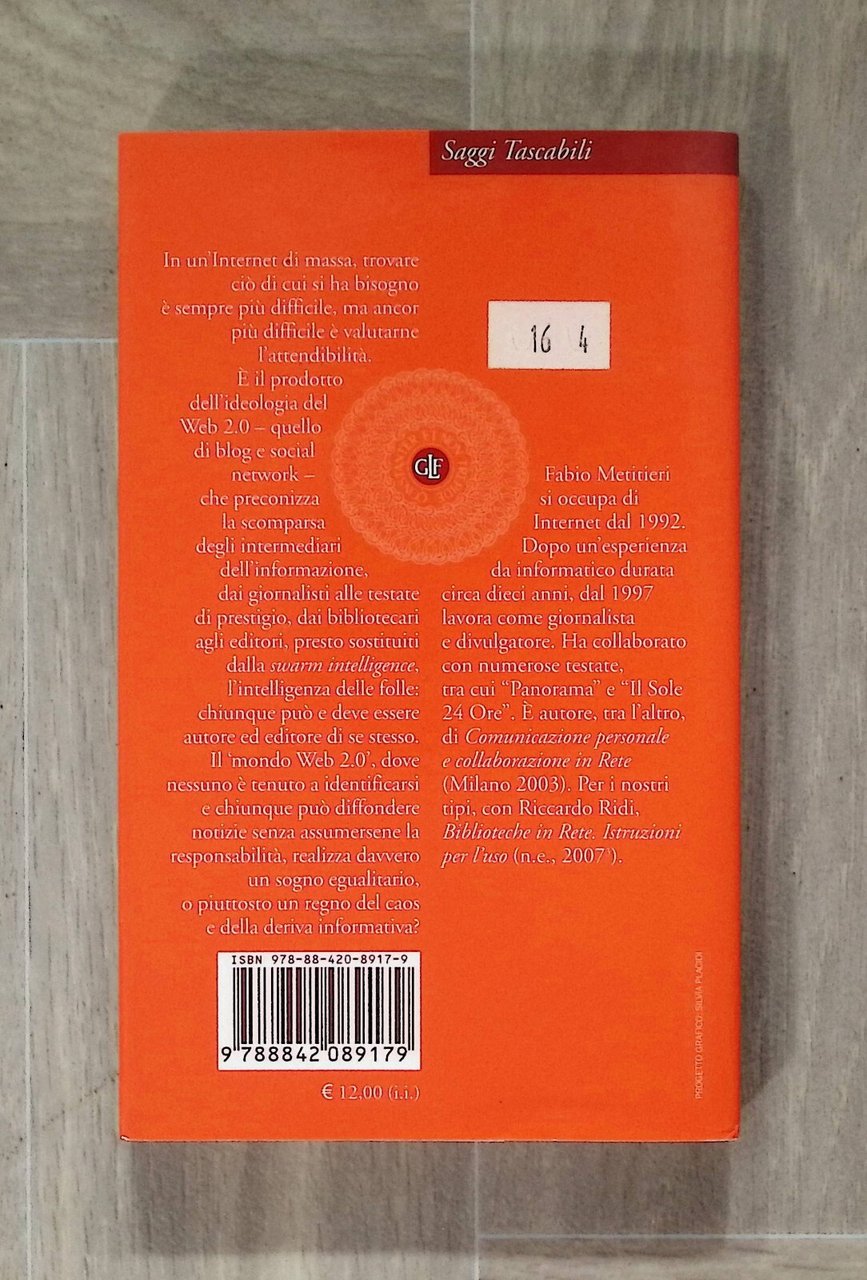 Saggi Tascabili
In un'Internet di massa, trovare
ciò di cui si ha bisogno
è sempre più difficile, ma ancor
più difficile è valutarne
l'attendibilità.
È il prodotto
dell'ideologia del
Web 2.0 – quello
di blog e social
network –
che preconizza
la scomparsa
degli intermediari
dell'informazione,
dai giornalisti alle testate
di prestigio, dai bibliotecari
agli editori, presto sostituiti
dalla swarm intelligence,
l'intelligenza delle folle:
chiunque può e deve essere
autore ed editore di se stesso.
Il 'mondo Web 2.0', dove
nessuno è tenuto a identificarsi
e chiunque può diffondere
notizie senza assumersene la
responsabilità, realizza davvero
un sogno egualitario,
o piuttosto un regno del caos
e della deriva informativa?
16 4
GLF
Fabio Metitieri
si occupa di
Internet dal 1992.
Dopo un'esperienza
da informatico durata
circa dieci anni, dal 1997
lavora come giornalista
e divulgatore. Ha collaborato
con numerose testate,
tra cui "Panorama" e "Il Sole
24 Ore". È autore, tra l'altro,
di Comunicazione personale
e collaborazione in Rete
(Milano 2003). Per i nostri
tipi, con Riccardo Ridi,
Biblioteche in Rete. Istruzioni
per l'uso (n.e., 2007).
ISBN 978-88-420-8917-9
9 788842 089179
€ 12,00 (i.i.)
PROGETTO GRAFICO: SILVIA PLACIDI